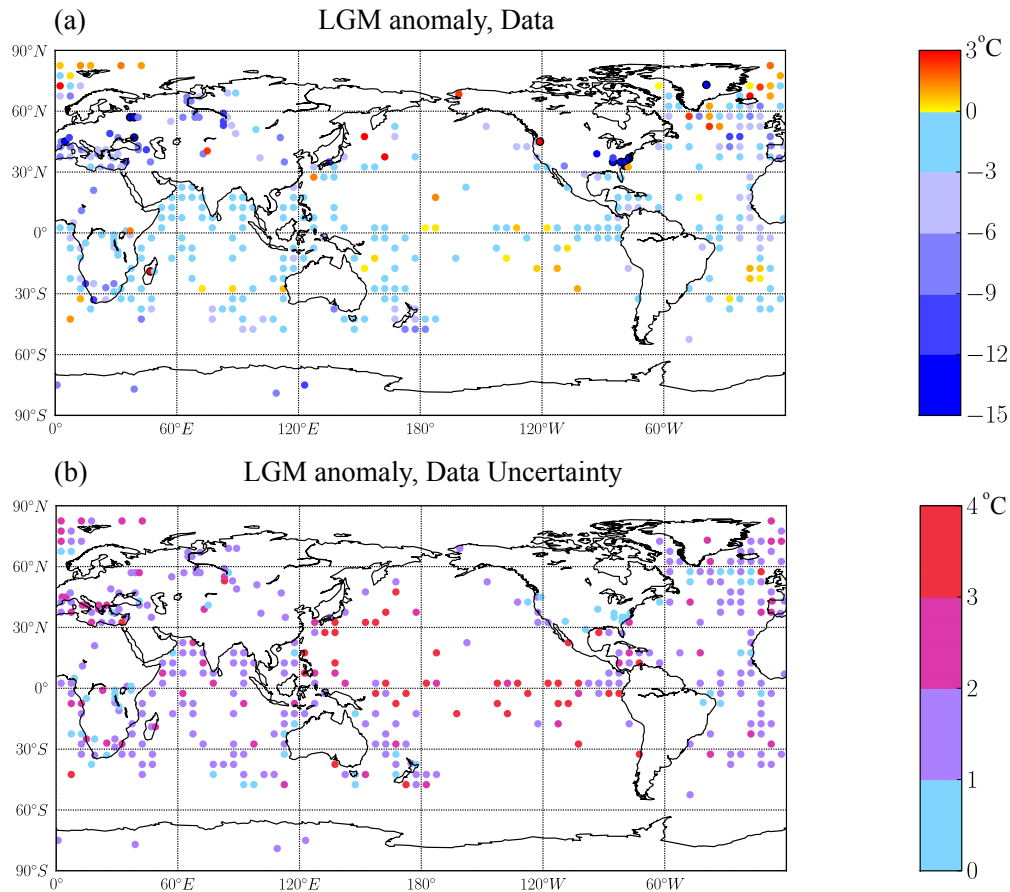 (a) LGM anomaly, Data
90°N
60°N
30°N
0°
30°S
60°S
90°S
0° 60°E 120°E 180° 120°W 60°W
3°C
0
−3
−6
−9
−12
−15
(b) LGM anomaly, Data Uncertainty
90°N
60°N
30°N
0°
30°S
60°S
90°S
0° 60°E 120°E 180° 120°W 60°W
4°C
3
2
1
0